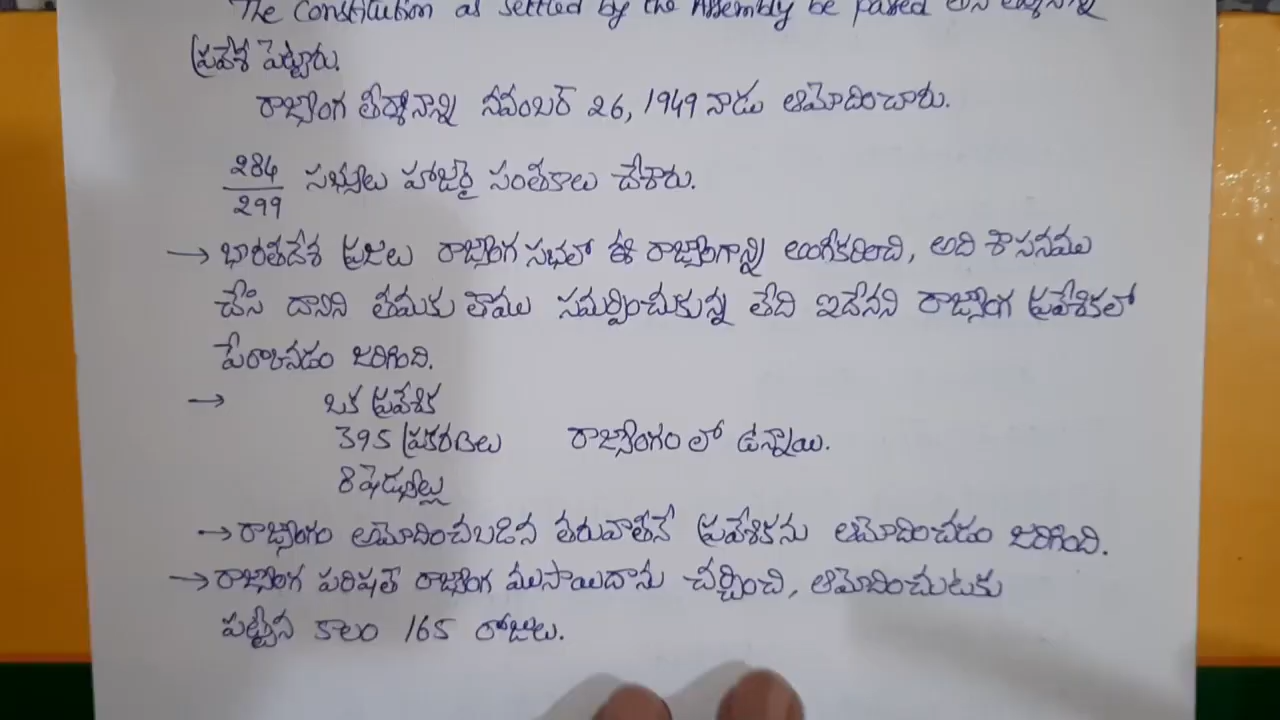 The Constitution as settled by the Assembly be passed అనే
ప్రవేశ పెట్టారు.
రాజ్యాంగ తీర్మానాన్ని నవంబర్ 26, 1949 నాడు ఆమోదించారు.
284/299 సభ్యులు హాజరై సంతకాలు చేశారు.
→ భారతదేశ ప్రజలు రాజ్యాంగ సభలో ఈ రాజ్యాంగాన్ని అంగీకరించి, అది శాసనము
చేసి దానిని తమకు తాము సమర్పించుకున్న తేది ఇదేనని రాజ్యాంగ ప్రవేశికలో
పేర్కొనడం జరిగింది.
→ ఒక ప్రవేశిక
395 ప్రకరణలు రాజ్యాంగం లో ఉన్నాయి.
8 షెడ్యూల్లు
→ రాజ్యాంగం ఆమోదించబడిన తరువాతనే ప్రవేశికను ఆమోదించడం జరిగింది.
→ రాజ్యాంగ పరిషత్ రాజ్యాంగ ముసాయిదాను చర్చించి, ఆమోదించుటకు
పట్టిన కాలం 165 రోజులు.